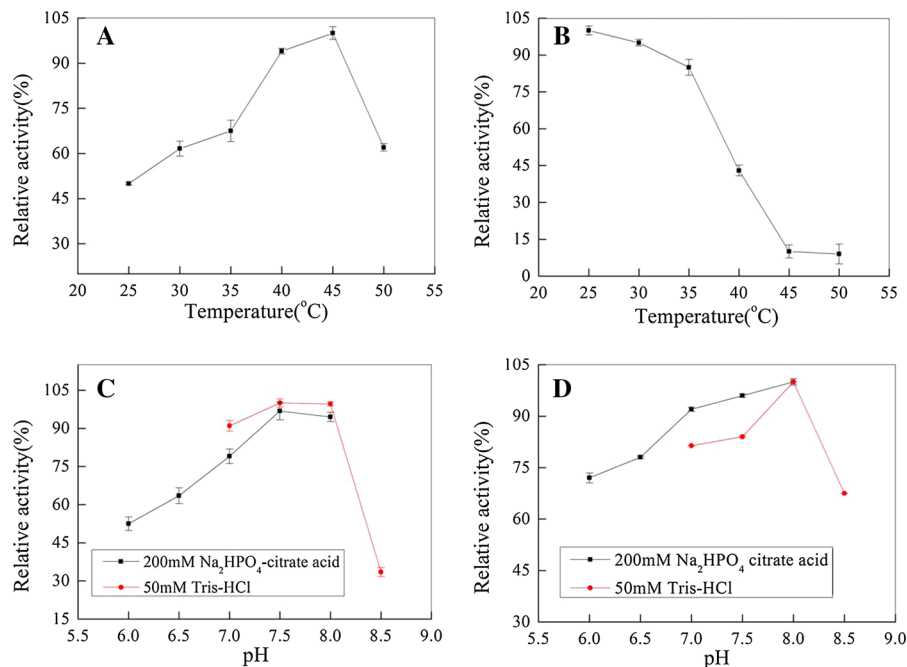 A
Relative activity(%)
105
90
75
60
45
30
20 25 30 35 40 45 50 55
Temperature(°C)
B
Relative activity(%)
105
90
75
60
45
30
15
0
20 25 30 35 40 45 50 55
Temperature(°C)
C
Relative activity(%)
105
90
75
60
45
30
15
200mM Na₂HPO₄-citrate acid
50mM Tris-HCl
5.5 6.0 6.5 7.0 7.5 8.0 8.5 9.0
pH
D
Relative activity(%)
105
90
75
60
45
30
200mM Na₂HPO₄ citrate acid
50mM Tris-HCl
5.5 6.0 6.5 7.0 7.5 8.0 8.5 9.0
pH